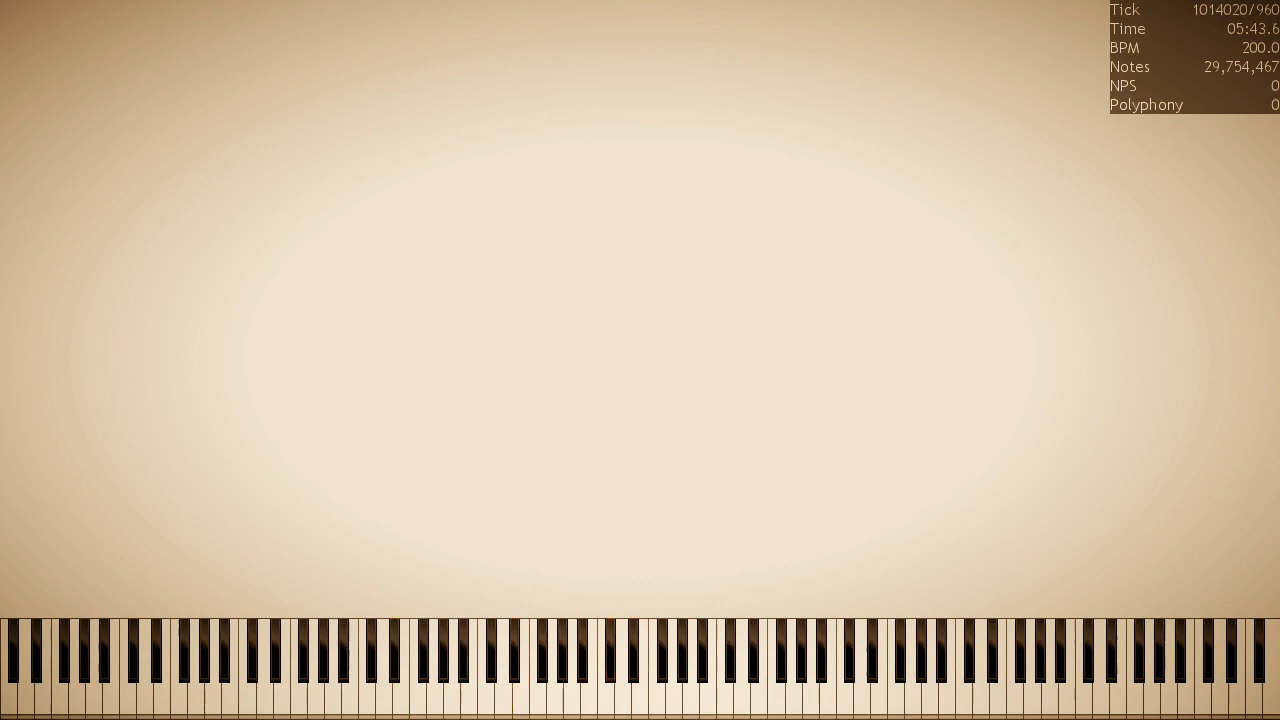 Tick 1014020/960
Time 05:43.6
BPM 200.0
Notes 29,754,467
NPS 0
Polyphony 0